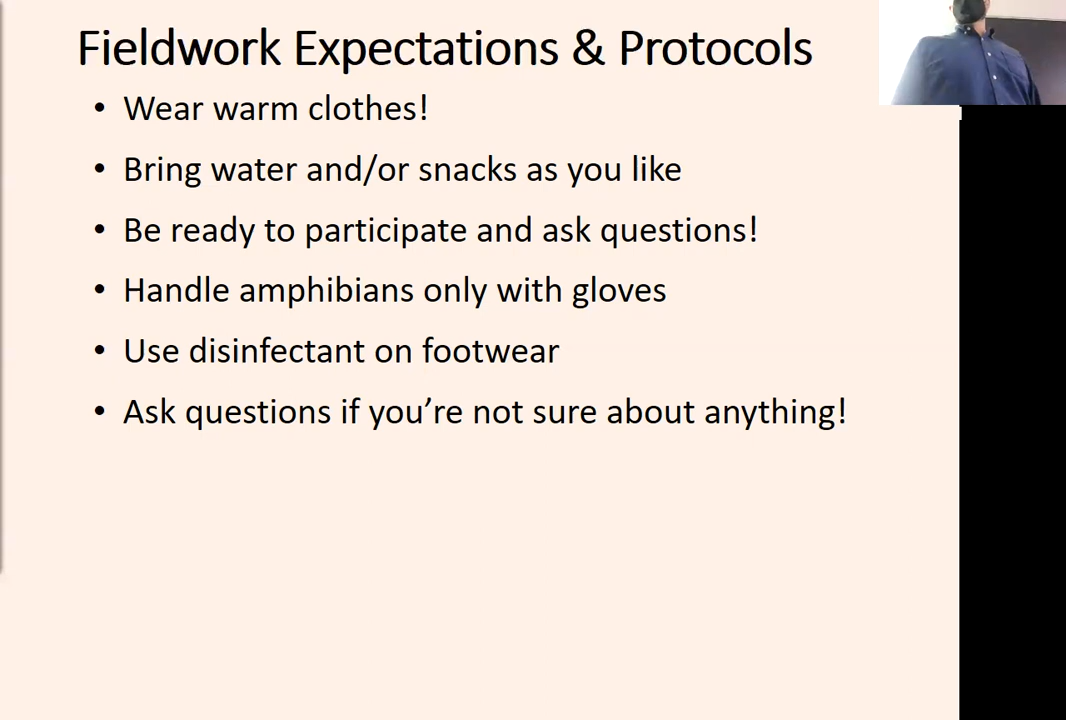 Fieldwork Expectations & Protocols
• Wear warm clothes!
• Bring water and/or snacks as you like
• Be ready to participate and ask questions!
• Handle amphibians only with gloves
• Use disinfectant on footwear
• Ask questions if you’re not sure about anything!